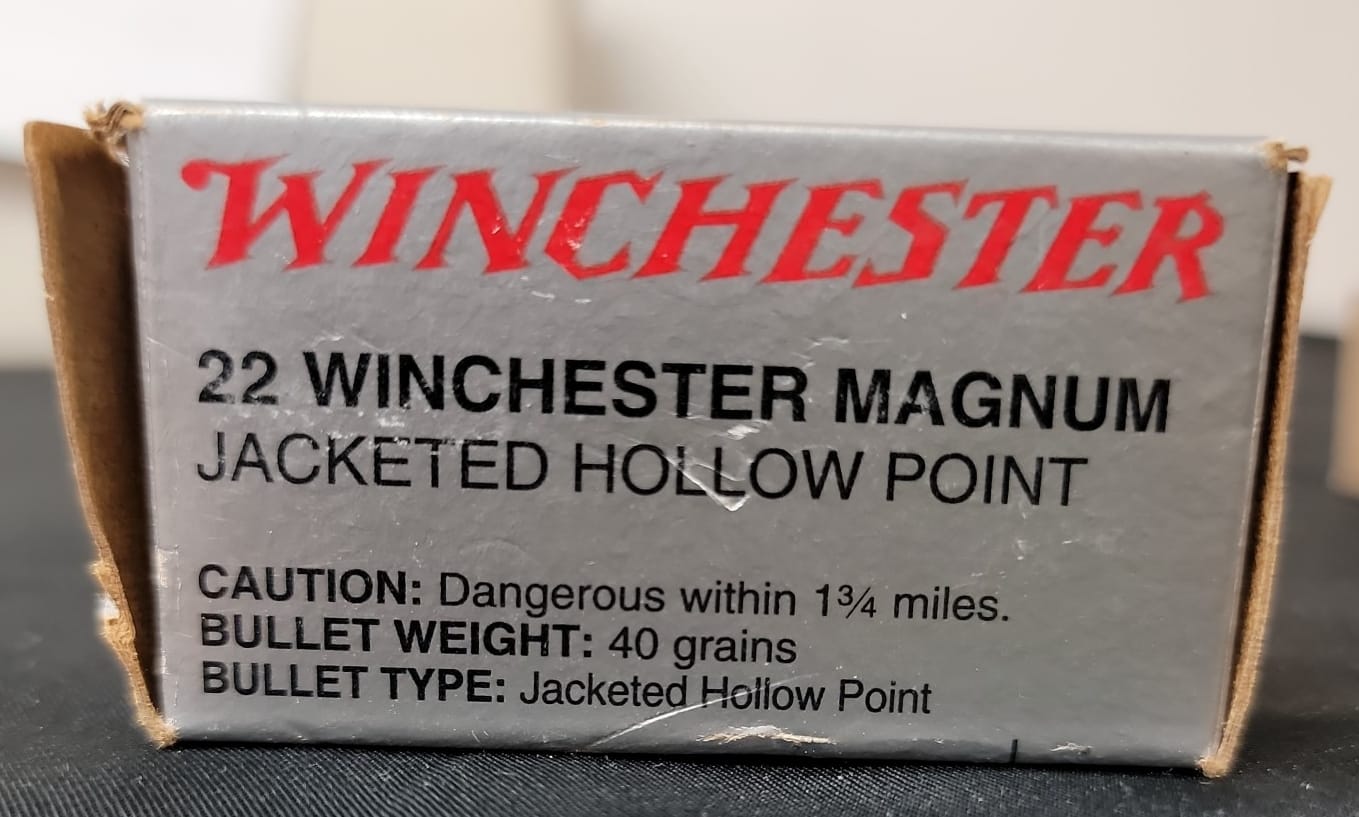 WINCHESTER
22 WINCHESTER MAGNUM
JACKETED HOLLOW POINT
CAUTION: Dangerous within 1¾ miles.
BULLET WEIGHT: 40 grains
BULLET TYPE: Jacketed Hollow Point